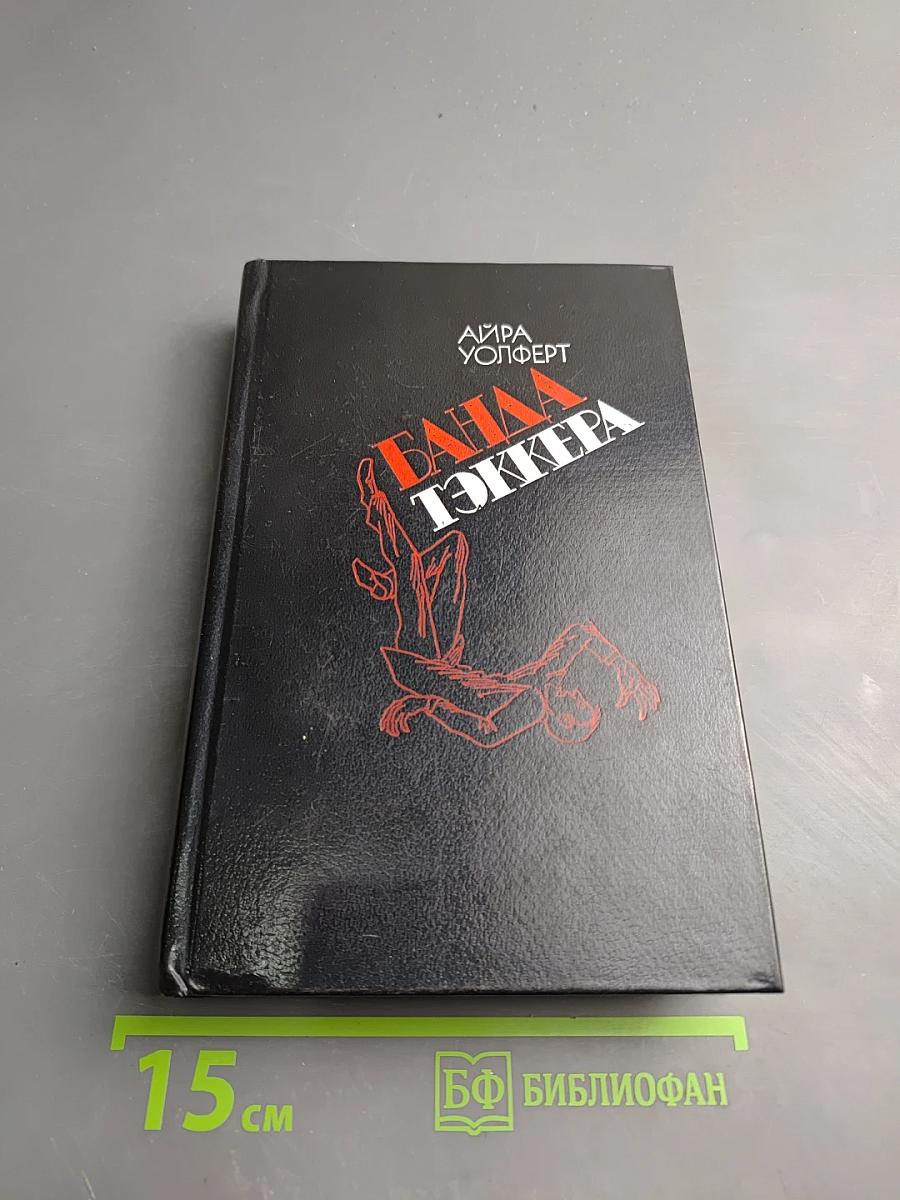 АЙРА
УОЛФЕРТ
БАНДА
ТЭККЕРА
15 см
БФ БИБЛИОФАН